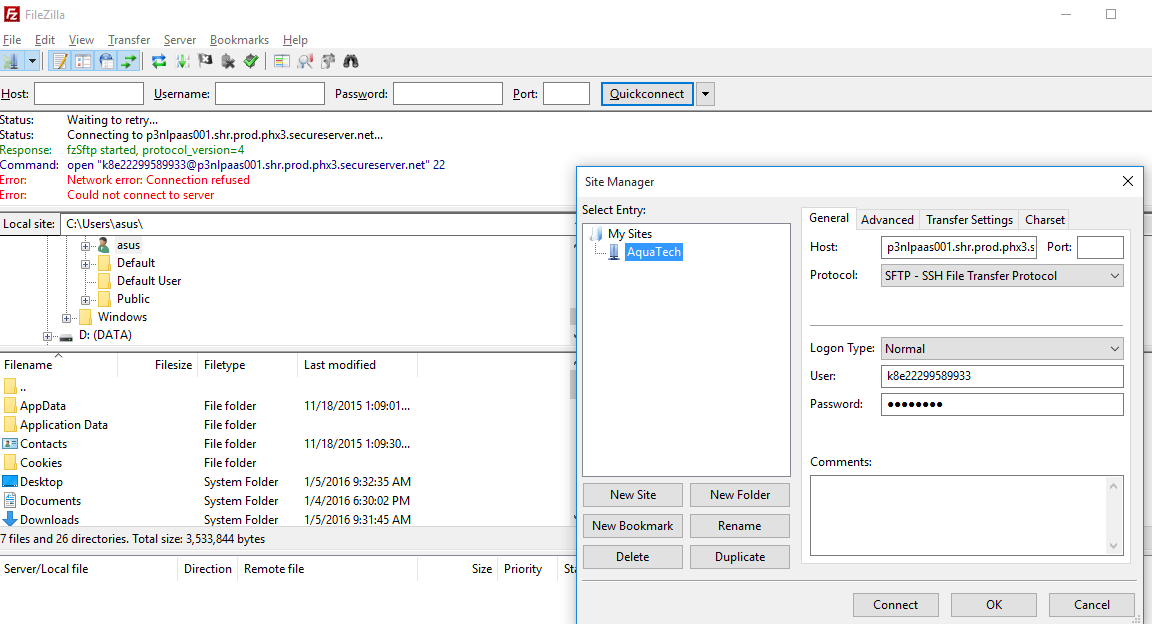 FileZilla
File Edit View Transfer Server Bookmarks Help
Host: Username: Password: Port: Quickconnect
Status: Waiting to retry...
Status: Connecting to p3nlpaas001.shr.prod.phx3.secureserver.net...
Response: fzSftp started, protocol_version=4
Command: open "k8e22299589933@p3nlpaas001.shr.prod.phx3.secureserver.net" 22
Error: Network error: Connection refused
Error: Could not connect to server
Local site: C:\Users\asus\
asus
Default
Default User
Public
Windows
D: (DATA)
Filename Filesize Filetype Last modified
..
AppData File folder 11/18/2015 1:09:01...
Application Data File folder
Contacts File folder 11/18/2015 1:09:30...
Cookies File folder
Desktop System Folder 1/5/2016 9:32:35 AM
Documents System Folder 1/4/2016 6:30:02 PM
Downloads System Folder 1/5/2016 9:31:45 AM
7 files and 26 directories. Total size: 3,533,844 bytes
Server/Local file Direction Remote file Size Priority Sta
Site Manager
Select Entry:
My Sites
AquaTech
New Site New Folder
New Bookmark Rename
Delete Duplicate
General Advanced Transfer Settings Charset
Host: p3nlpaas001.shr.prod.phx3.s Port:
Protocol: SFTP - SSH File Transfer Protocol
Logon Type: Normal
User: k8e22299589933
Password: ●●●●●●●●
Comments:
Connect OK Cancel